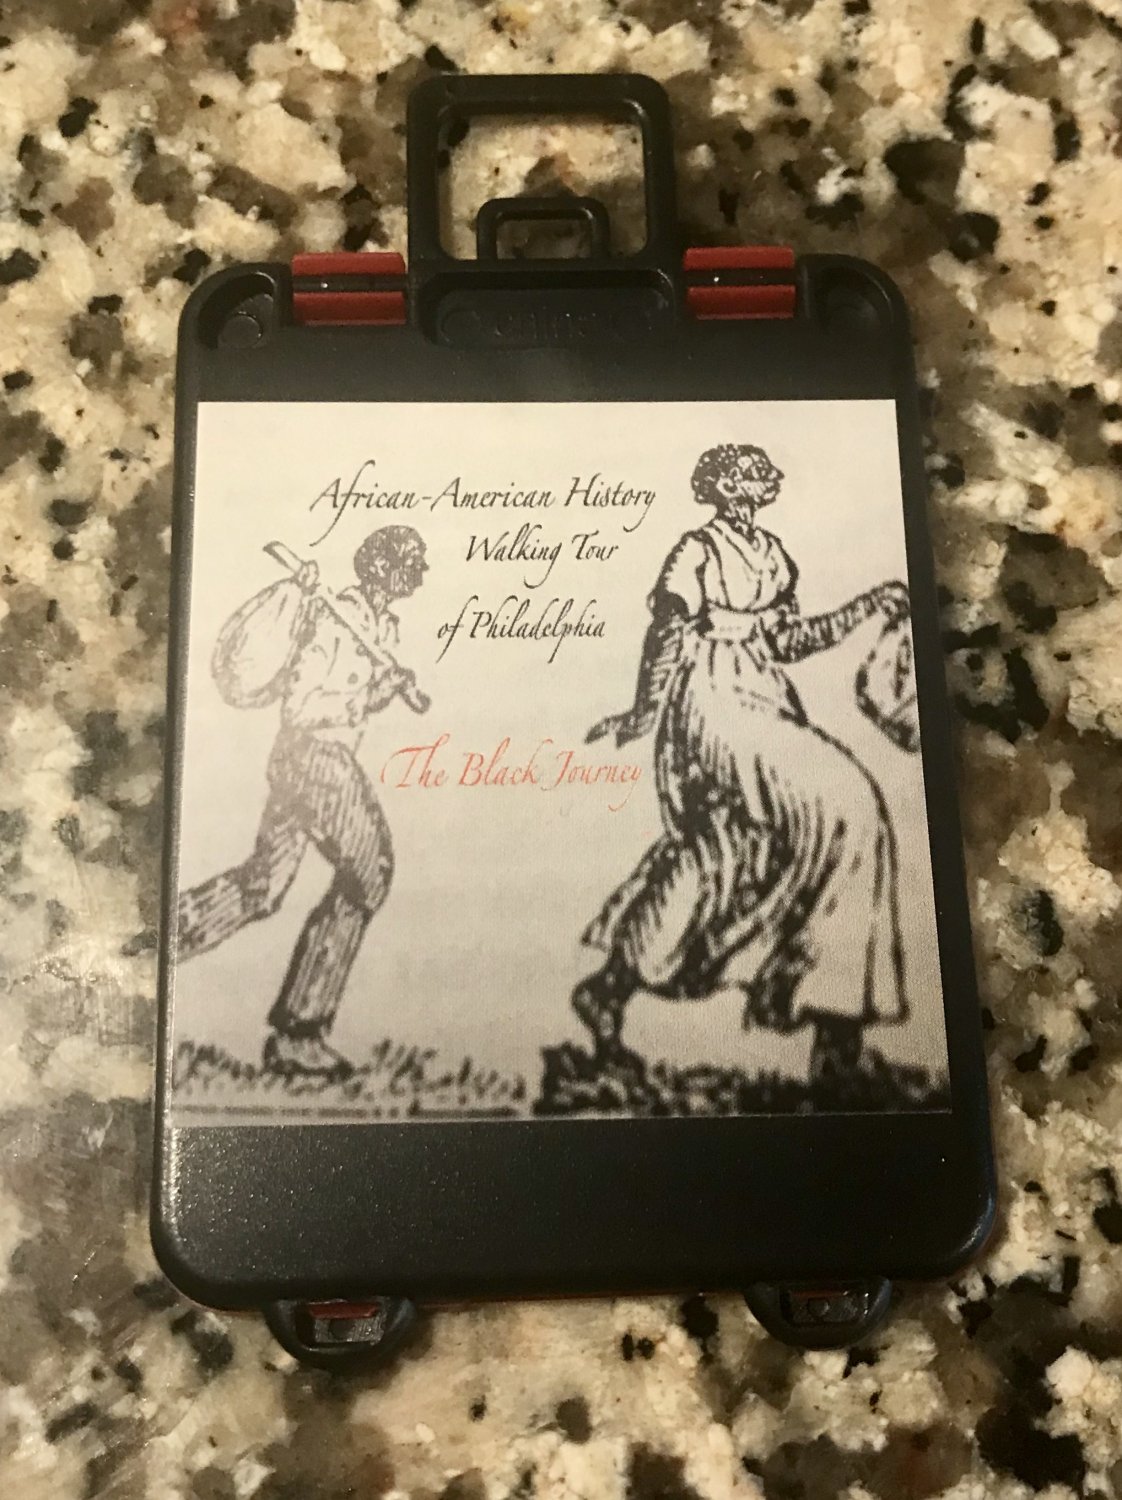 African-American History
Walking Tour
of Philadelphia
The Black Journey